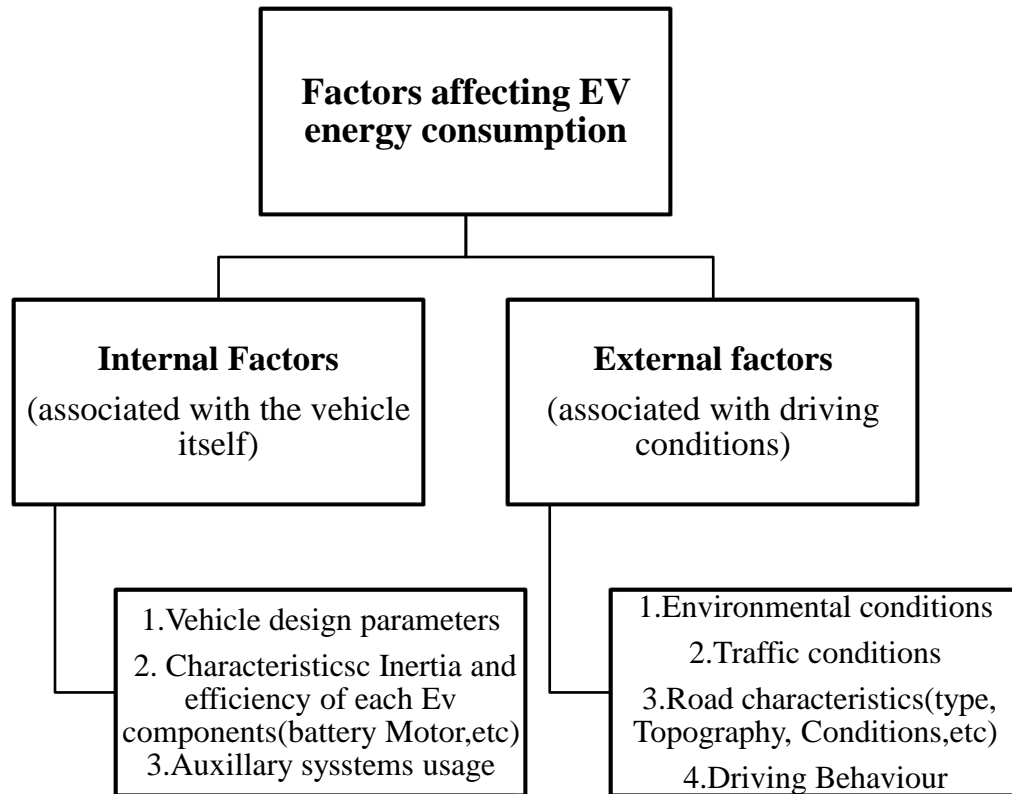 Factors affecting EV
energy consumption
Internal Factors
(associated with the vehicle
itself)
External factors
(associated with driving
conditions)
1.Vehicle design parameters
2. Characteristicsc Inertia and
efficiency of each Ev
components(battery Motor,etc)
3.Auxillary sysstems usage
1.Environmental conditions
2.Traffic conditions
3.Road characteristics(type,
Topography, Conditions,etc)
4.Driving Behaviour